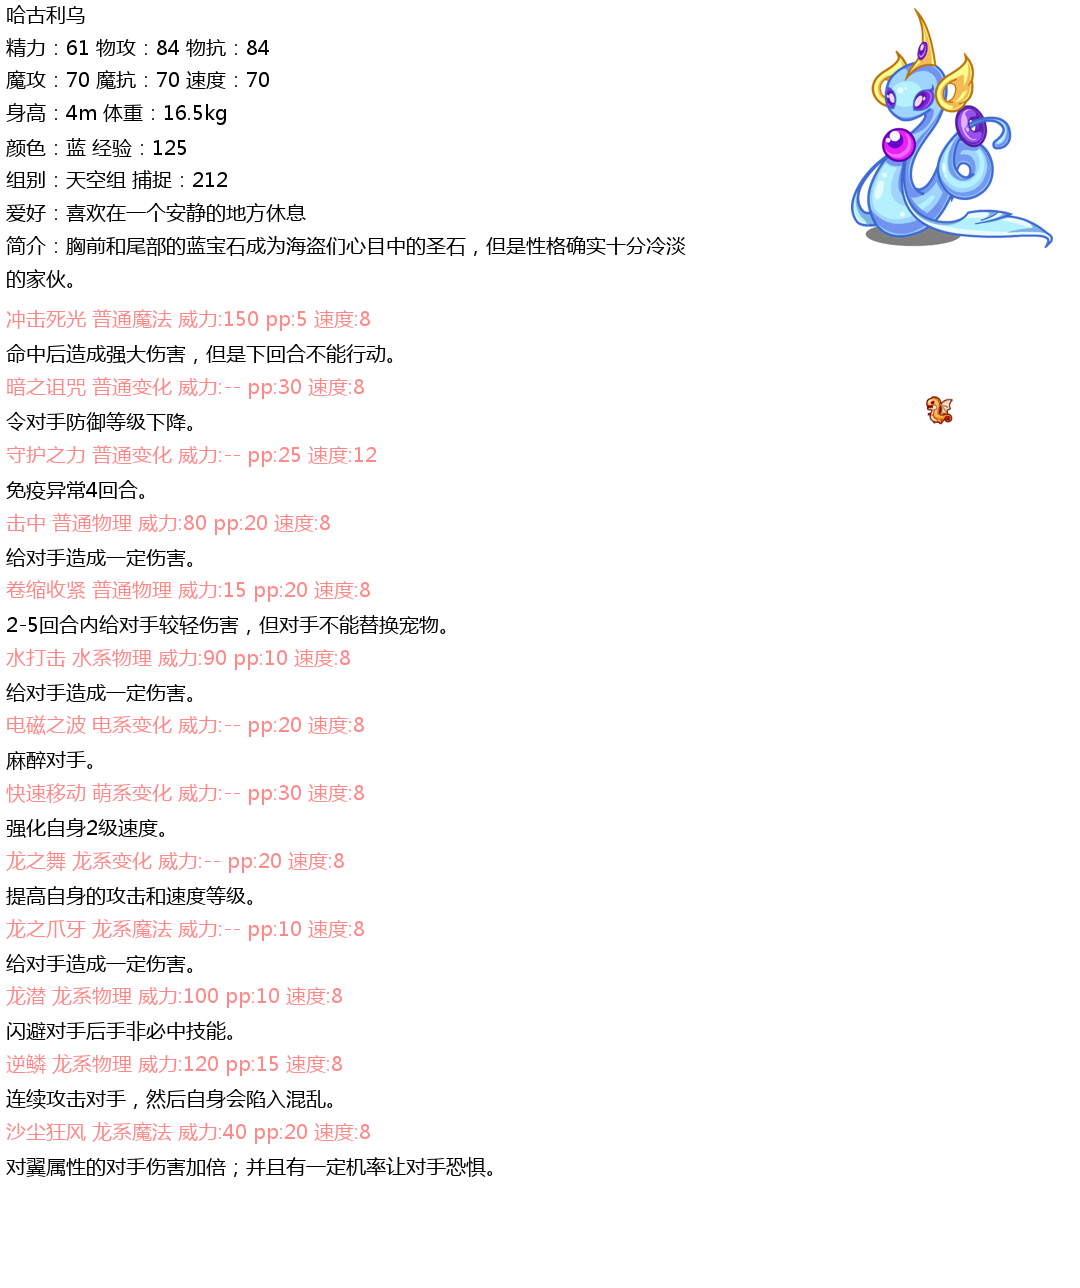 哈古利乌
精力：61 物攻：84 物抗：84
魔攻：70 魔抗：70 速度：70
身高：4m 体重：16.5kg
颜色：蓝 经验：125
组别：天空组 捕捉：212
爱好：喜欢在一个安静的地方休息
简介：胸前和尾部的蓝宝石成为海盗们心目中的圣石，但是性格确实十分冷淡
的家伙。
冲击死光 普通魔法 威力:150 pp:5 速度:8
命中后造成强大伤害，但是下回合不能行动。
暗之诅咒 普通变化 威力:-- pp:30 速度:8
令对手防御等级下降。
守护之力 普通变化 威力:-- pp:25 速度:12
免疫异常4回合。
击中 普通物理 威力:80 pp:20 速度:8
给对手造成一定伤害。
卷缩收紧 普通物理 威力:15 pp:20 速度:8
2-5回合内给对手较轻伤害，但对手不能替换宠物。
水打击 水系物理 威力:90 pp:10 速度:8
给对手造成一定伤害。
电磁之波 电系变化 威力:-- pp:20 速度:8
麻醉对手。
快速移动 萌系变化 威力:-- pp:30 速度:8
强化自身2级速度。
龙之舞 龙系变化 威力:-- pp:20 速度:8
提高自身的攻击和速度等级。
龙之爪牙 龙系魔法 威力:-- pp:10 速度:8
给对手造成一定伤害。
龙潜 龙系物理 威力:100 pp:10 速度:8
闪避对手后手非必中技能。
逆鳞 龙系物理 威力:120 pp:15 速度:8
连续攻击对手，然后自身会陷入混乱。
沙尘狂风 龙系魔法 威力:40 pp:20 速度:8
对翼属性的对手伤害加倍；并且有一定机率让对手恐惧。